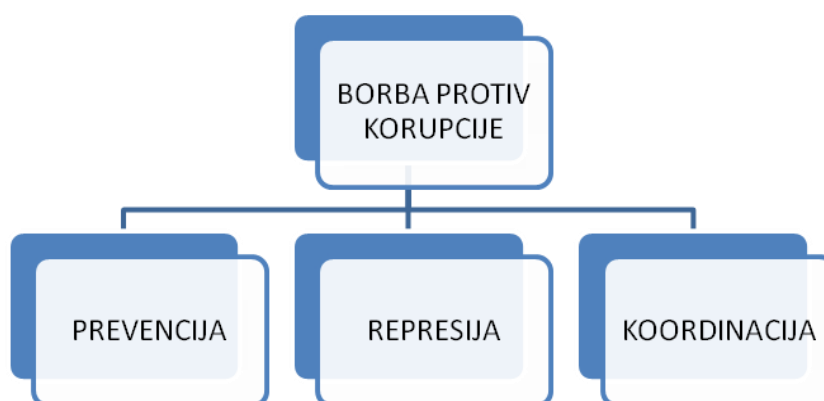 BORBA PROTIV
KORUPCIJE
PREVENCIJA
REPRESIJA
KOORDINACIJA